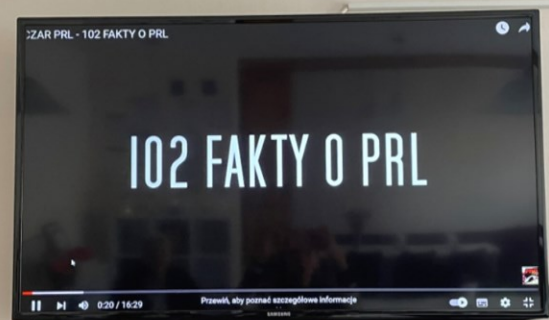 CZAR PRL - 102 FAKTY O PRL
102 FAKTY O PRL
0:20 / 16:29
Przewiń, aby poznać szczegółowe informacje
SAMSUNG